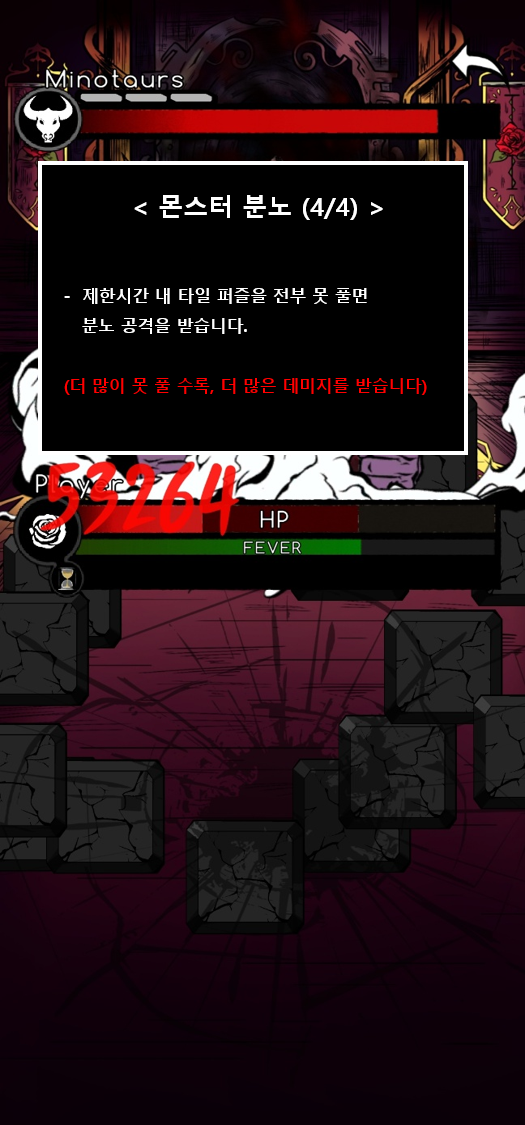 Minotaurs
< 몬스터 분노 (4/4) >
- 제한시간 내 타일 퍼즐을 전부 못 풀면
분노 공격을 받습니다.
(더 많이 못 풀 수록, 더 많은 데미지를 받습니다)
Player
53264
HP
FEVER